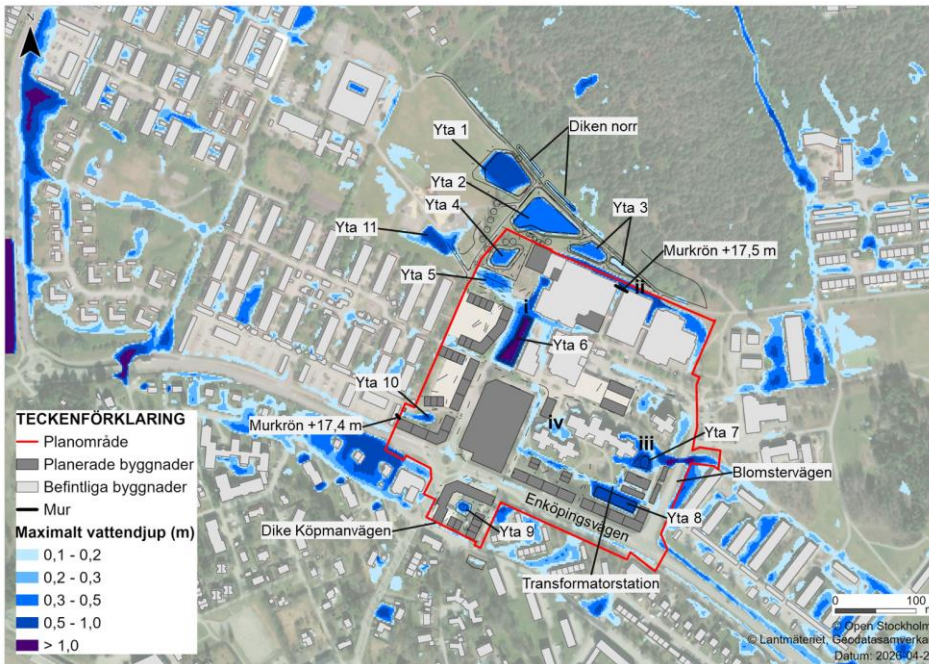 N
Yta 1
Diken norr
Yta 2
Yta 4
Yta 3
Yta 11
Murkrön +17,5 m
Yta 5
ii
i
Yta 6
Yta 10
TECKENFÖRKLARING
Planområde
Murkrön +17,4 m
iv
iii
Yta 7
Planerade byggnader
Befintliga byggnader
Blomstervägen
Mur
Enköpingsvägen
Yta 8
Maximalt vattendjup (m)
Dike Köpmanvägen
Yta 9
0,1 - 0,2
Transformatorstation
0,2 - 0,3
0,3 - 0,5
0 100
m
0,5 - 1,0
© Open Stockholm
> 1,0
© Lantmäteriet, Geodatasamverka
Datum: 2026-04-2